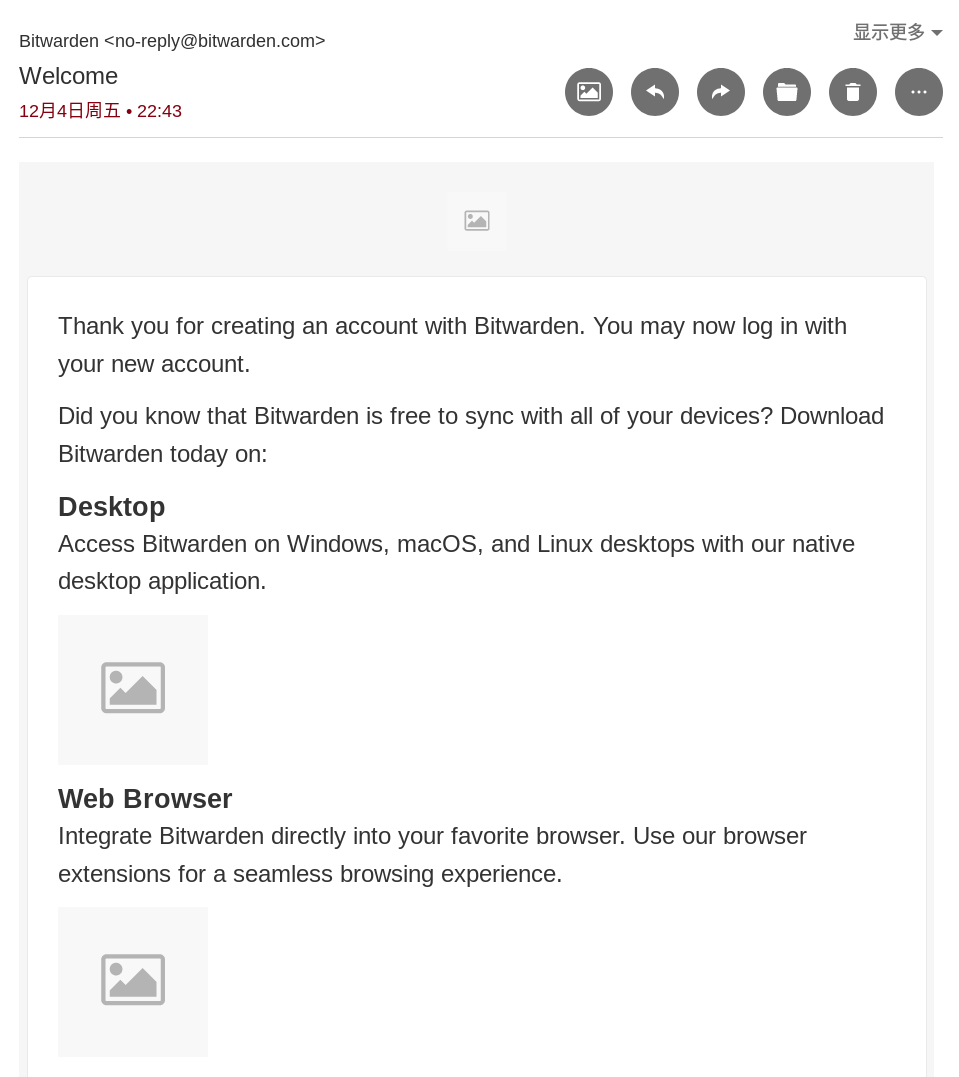 显示更多
Bitwarden <no-reply@bitwarden.com>
Welcome
12月4日周五 • 22:43
Thank you for creating an account with Bitwarden. You may now log in with
your new account.
Did you know that Bitwarden is free to sync with all of your devices? Download
Bitwarden today on:
Desktop
Access Bitwarden on Windows, macOS, and Linux desktops with our native
desktop application.
Web Browser
Integrate Bitwarden directly into your favorite browser. Use our browser
extensions for a seamless browsing experience.